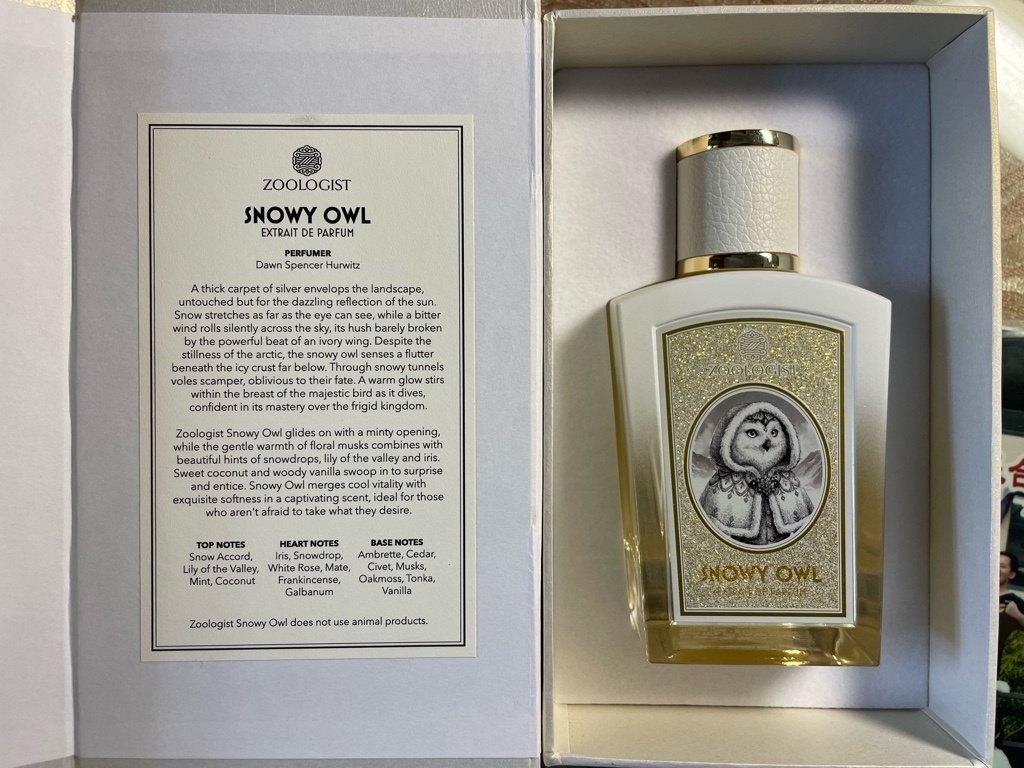 ZOOLOGIST
SNOWY OWL
EXTRAIT DE PARFUM
PERFUMER
Dawn Spencer Hurwitz
A thick carpet of silver envelops the landscape,
untouched but for the dazzling reflection of the sun.
Snow stretches as far as the eye can see, while a bitter
wind rolls silently across the sky, its hush barely broken
by the powerful beat of an ivory wing. Despite the
stillness of the arctic, the snowy owl senses a flutter
beneath the icy crust far below. Through snowy tunnels
voles scamper, oblivious to their fate. A warm glow stirs
within the breast of the majestic bird as it dives,
confident in its mastery over the frigid kingdom.
Zoologist Snowy Owl glides on with a minty opening,
while the gentle warmth of floral musks combines with
beautiful hints of snowdrops, lily of the valley and iris.
Sweet coconut and woody vanilla swoop in to surprise
and entice. Snowy Owl merges cool vitality with
exquisite softness in a captivating scent, ideal for those
who aren't afraid to take what they desire.
TOP NOTES
Snow Accord,
Lily of the Valley,
Mint, Coconut
HEART NOTES
Iris, Snowdrop,
White Rose, Mate,
Frankincense,
Galbanum
BASE NOTES
Ambrette, Cedar,
Civet, Musks,
Oakmoss, Tonka,
Vanilla
Zoologist Snowy Owl does not use animal products.
ZOOLOGIST
SNOWY OWL
EXTRAIT DE PARFUM